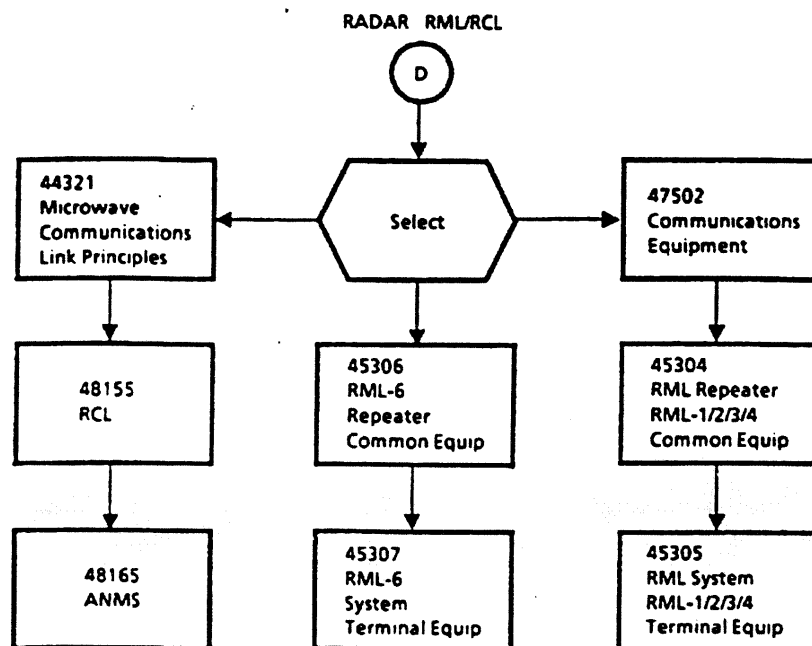 RADAR RML/RCL
D
44321
Microwave
Communications
Link Principles
Select
47502
Communications
Equipment
48155
RCL
45306
RML-6
Repeater
Common Equip
45304
RML Repeater
RML-1/2/3/4
Common Equip
48165
ANMS
45307
RML-6
System
Terminal Equip
45305
RML System
RML-1/2/3/4
Terminal Equip